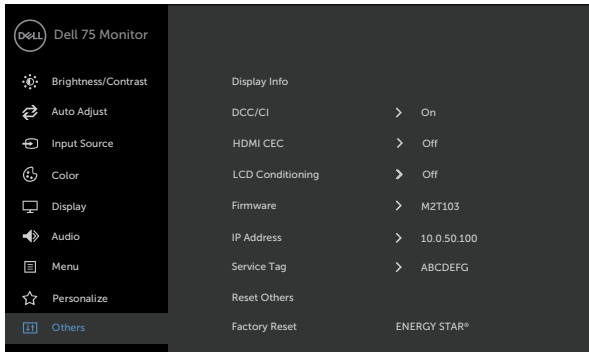 DELL Dell 75 Monitor
Brightness/Contrast Display Info
Auto Adjust DCC/CI > On
Input Source HDMI CEC > Off
Color LCD Conditioning > Off
Display Firmware > M2T103
Audio IP Address > 10.0.50.100
Menu Service Tag > ABCDEFG
Personalize Reset Others
Others Factory Reset ENERGY STAR®